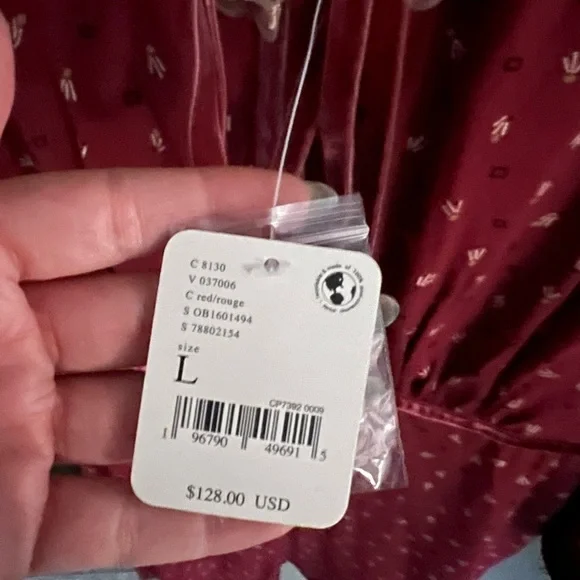 C 8130
V 037006
C red/rouge
S OB1601494
S 78802154
size
L
CP7392 0009
1 96790 49691 5
$128.00 USD